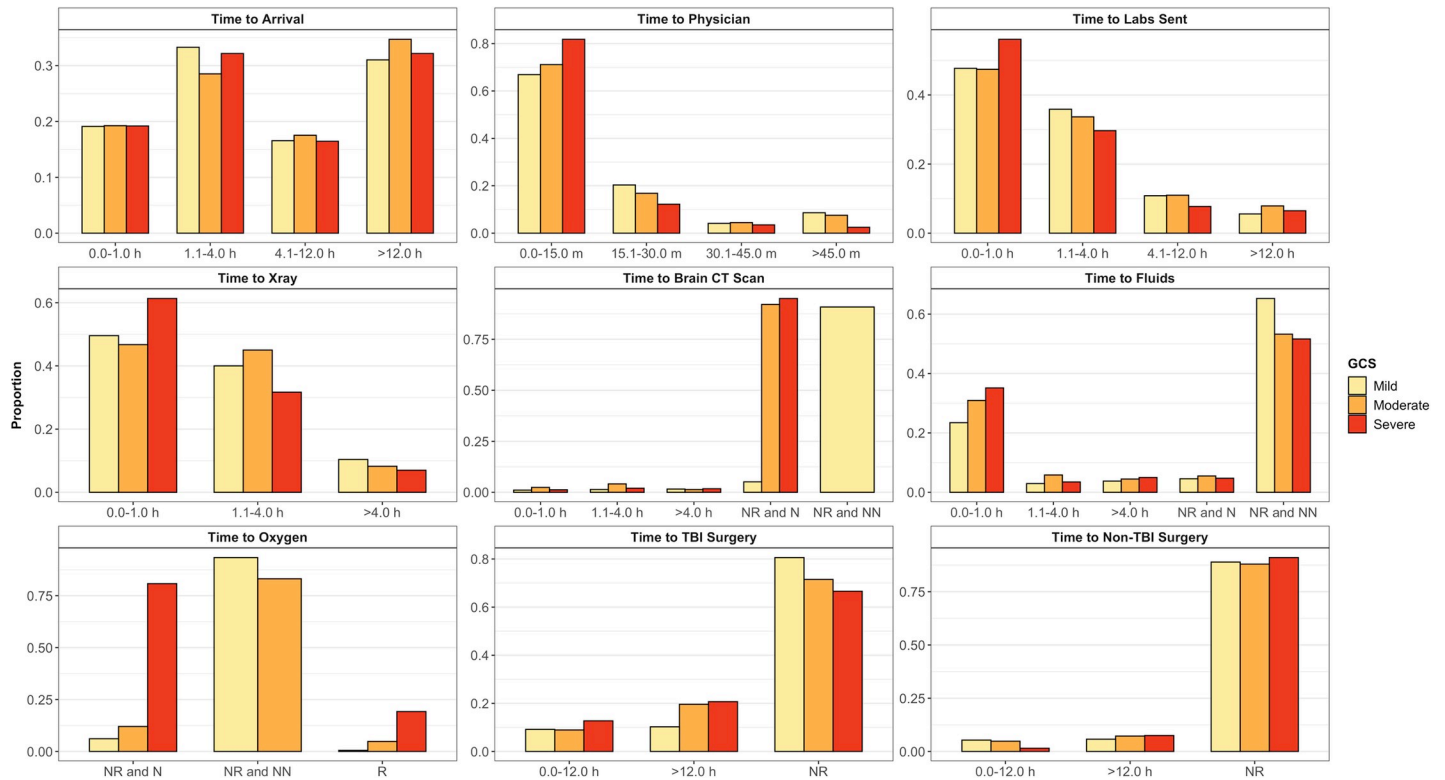 Time to Arrival
0.3
0.2
0.1
0.0
0.0-1.0 h 1.1-4.0 h 4.1-12.0 h >12.0 h
Time to Physician
0.8
0.6
0.4
0.2
0.0
0.0-15.0 m 15.1-30.0 m 30.1-45.0 m >45.0 m
Time to Labs Sent
0.4
0.2
0.0
0.0-1.0 h 1.1-4.0 h 4.1-12.0 h >12.0 h
Proportion
Time to Xray
0.6
0.4
0.2
0.0
0.0-1.0 h 1.1-4.0 h >4.0 h
Time to Brain CT Scan
0.75
0.50
0.25
0.00
0.0-1.0 h 1.1-4.0 h >4.0 h NR and N NR and NN
Time to Fluids
0.6
0.4
0.2
0.0
0.0-1.0 h 1.1-4.0 h >4.0 h NR and N NR and NN
GCS
Mild
Moderate
Severe
Time to Oxygen
0.75
0.50
0.25
0.00
NR and N NR and NN R
Time to TBI Surgery
0.8
0.6
0.4
0.2
0.0
0.0-12.0 h >12.0 h NR
Time to Non-TBI Surgery
0.75
0.50
0.25
0.00
0.0-12.0 h >12.0 h NR